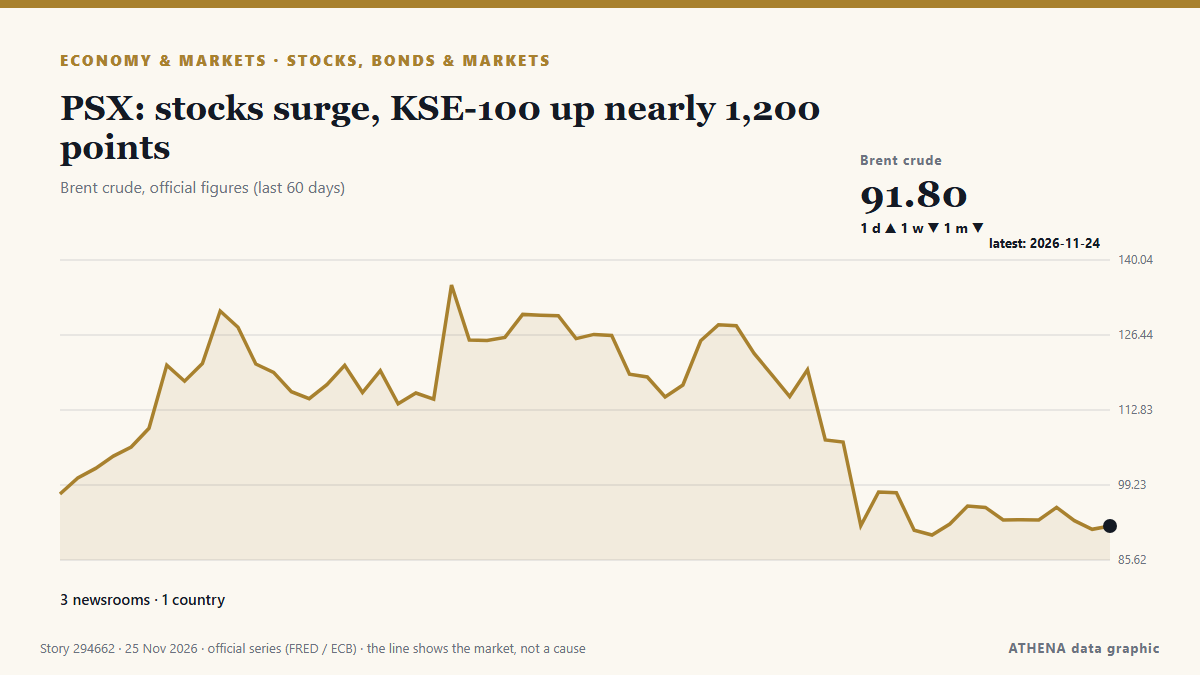 ECONOMY & MARKETS · STOCKS, BONDS & MARKETS
PSX: stocks surge, KSE-100 up nearly 1,200
points
Brent crude, official figures (last 60 days)
Brent crude
91.80
1 d ▲ 1 w ▼ 1 m ▼
latest: 2026-11-24
140.04
126.44
112.83
99.23
85.62
3 newsrooms · 1 country
Story 294662 · 25 Nov 2026 · official series (FRED / ECB) · the line shows the market, not a cause
ATHENA data graphic